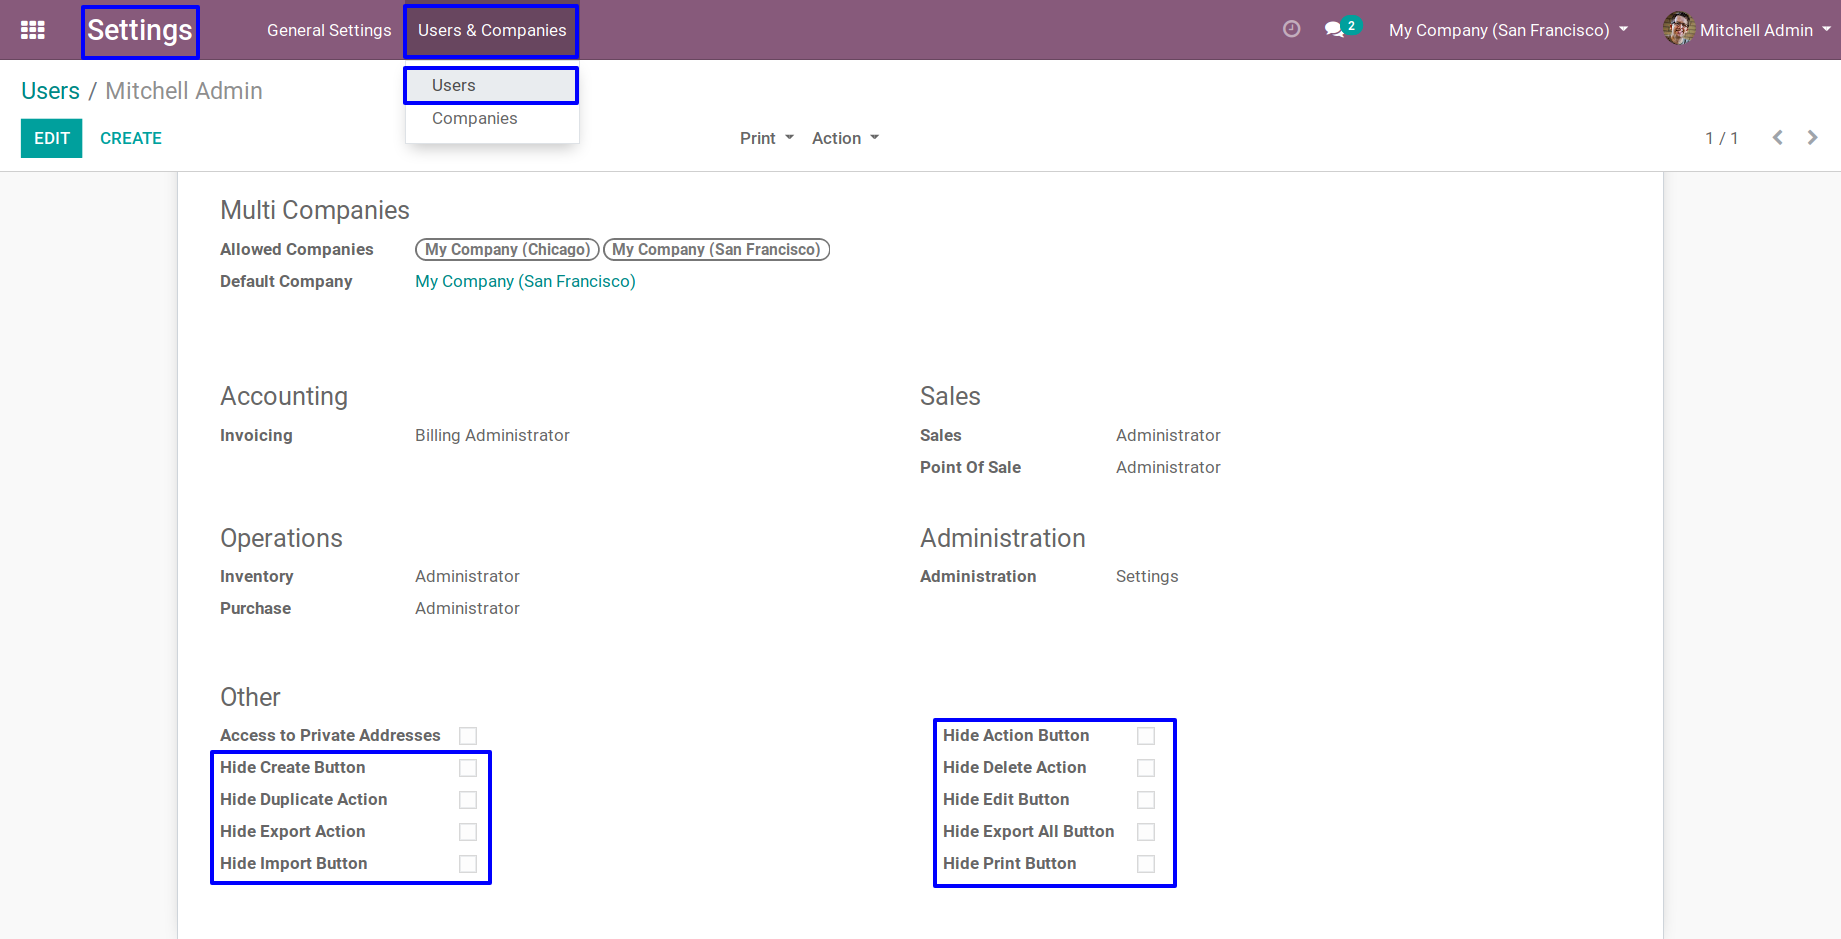 Settings General Settings Users & Companies 2 My Company (San Francisco) Mitchell Admin
Users
Companies
Users / Mitchell Admin
EDIT CREATE Print Action 1 / 1
Multi Companies
Allowed Companies My Company (Chicago) My Company (San Francisco)
Default Company My Company (San Francisco)
Accounting
Invoicing Billing Administrator
Sales
Sales Administrator
Point Of Sale Administrator
Operations
Inventory Administrator
Purchase Administrator
Administration
Administration Settings
Other
Access to Private Addresses
Hide Create Button
Hide Duplicate Action
Hide Export Action
Hide Import Button
Hide Action Button
Hide Delete Action
Hide Edit Button
Hide Export All Button
Hide Print Button